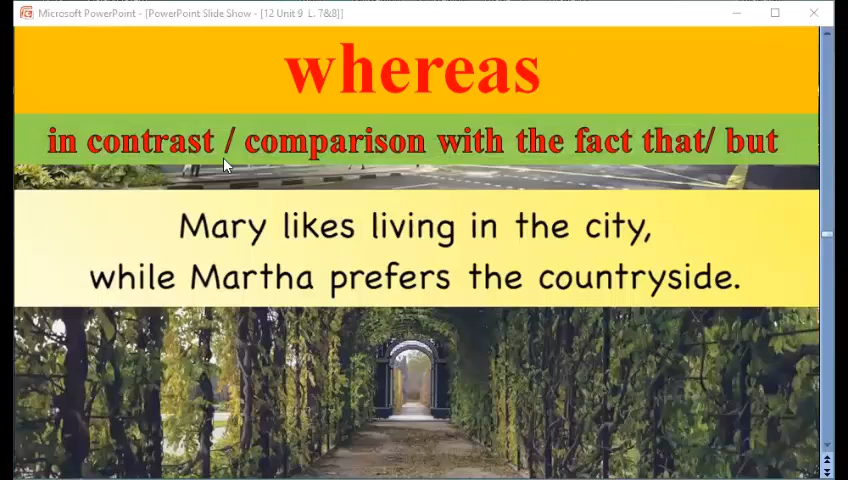 Microsoft PowerPoint - [PowerPoint Slide Show - [12 Unit 9 L. 7&8]]
whereas
in contrast / comparison with the fact that/ but
Mary likes living in the city,
while Martha prefers the countryside.